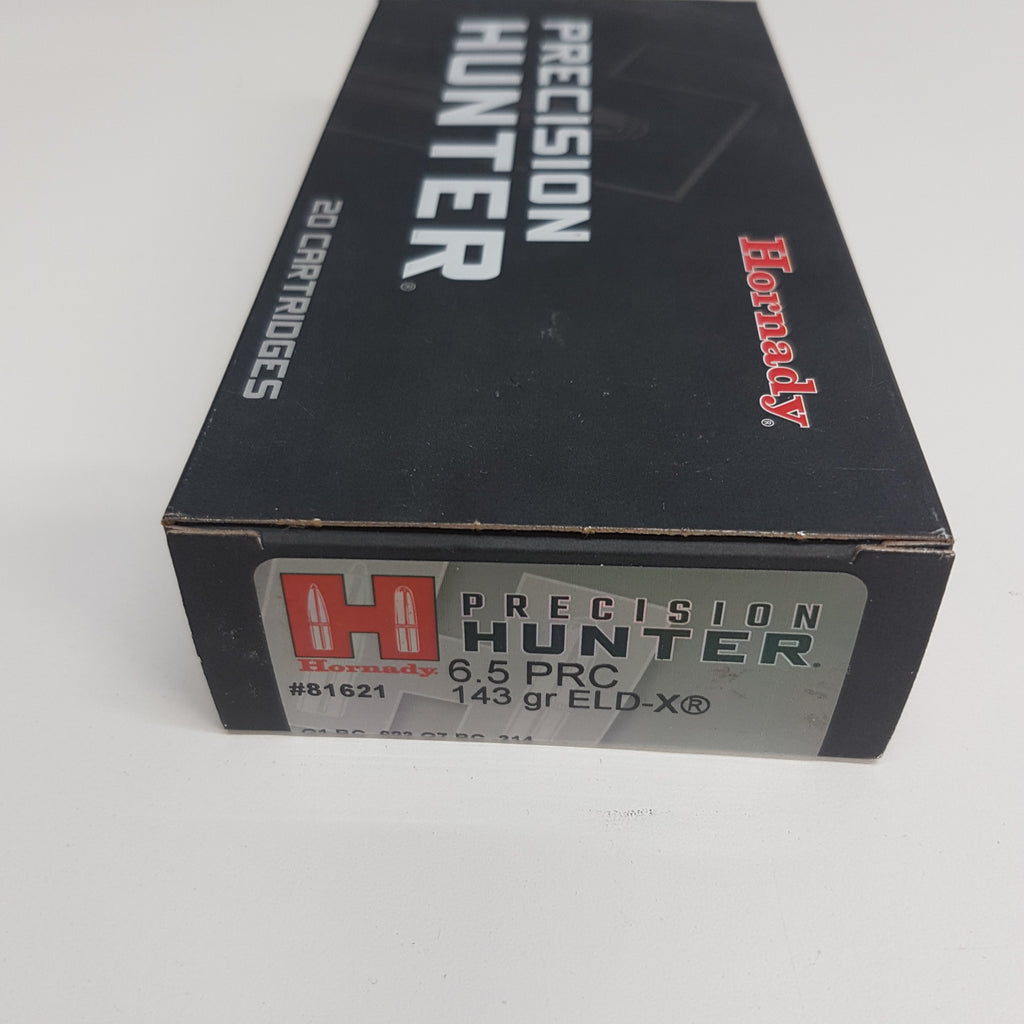 PRECISION
HUNTER®
20 CARTRIDGES
Hornady®
H
Hornady.
#81621
PRECISION
HUNTER.
6.5 PRC
143 gr ELD-X®